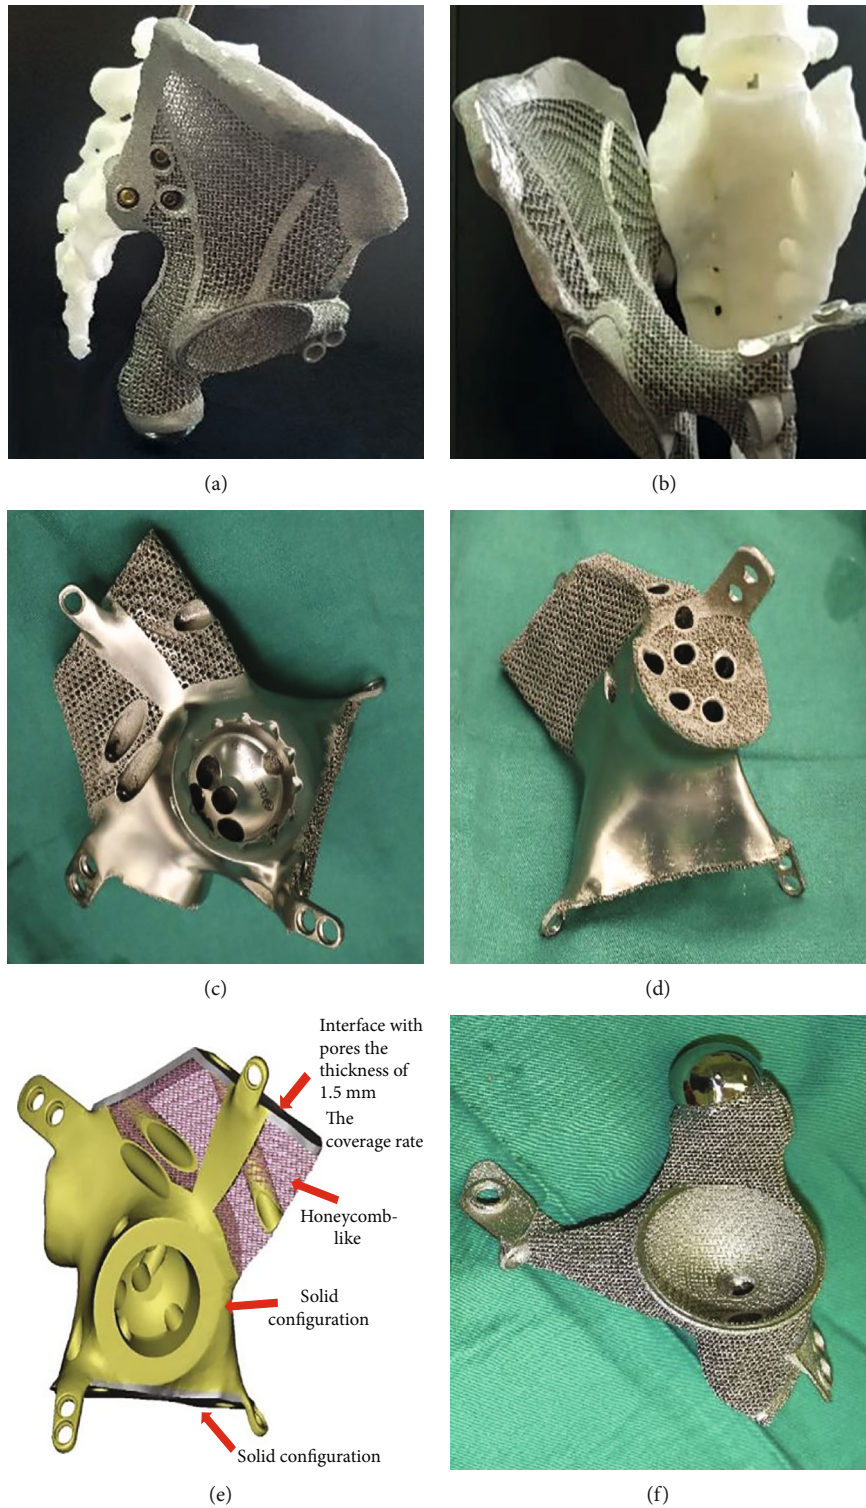 (a)
(b)
(c)
(d)
Interface with
pores the
thickness of
1.5 mm
The
coverage rate
Honeycomb-
like
Solid
configuration
Solid configuration
(e)
(f)